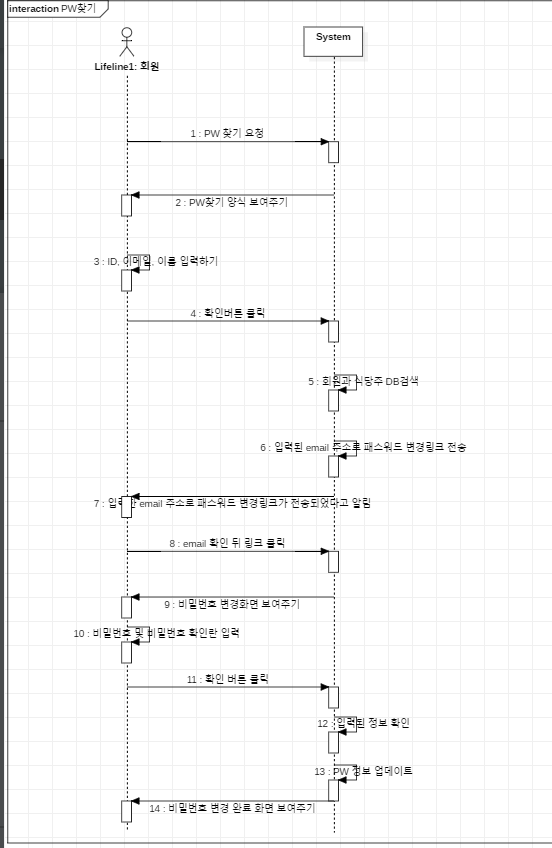 interaction PW찾기
System
Lifeline1: 회원
1 : PW 찾기 요청
2 : PW찾기 양식 보여주기
3 : ID, 이메일, 이름 입력하기
4 : 확인버튼 클릭
5 : 회원과 식당주 DB검색
6 : 입력된 email 주소로 패스워드 변경링크 전송
7 : 입력한 email 주소로 패스워드 변경링크가 전송되었다고 알림
8 : email 확인 뒤 링크 클릭
9 : 비밀번호 변경화면 보여주기
10 : 비밀번호 및 비밀번호 확인란 입력
11 : 확인 버튼 클릭
12 : 입력된 정보 확인
13 : PW 정보 업데이트
14 : 비밀번호 변경 완료 화면 보여주기